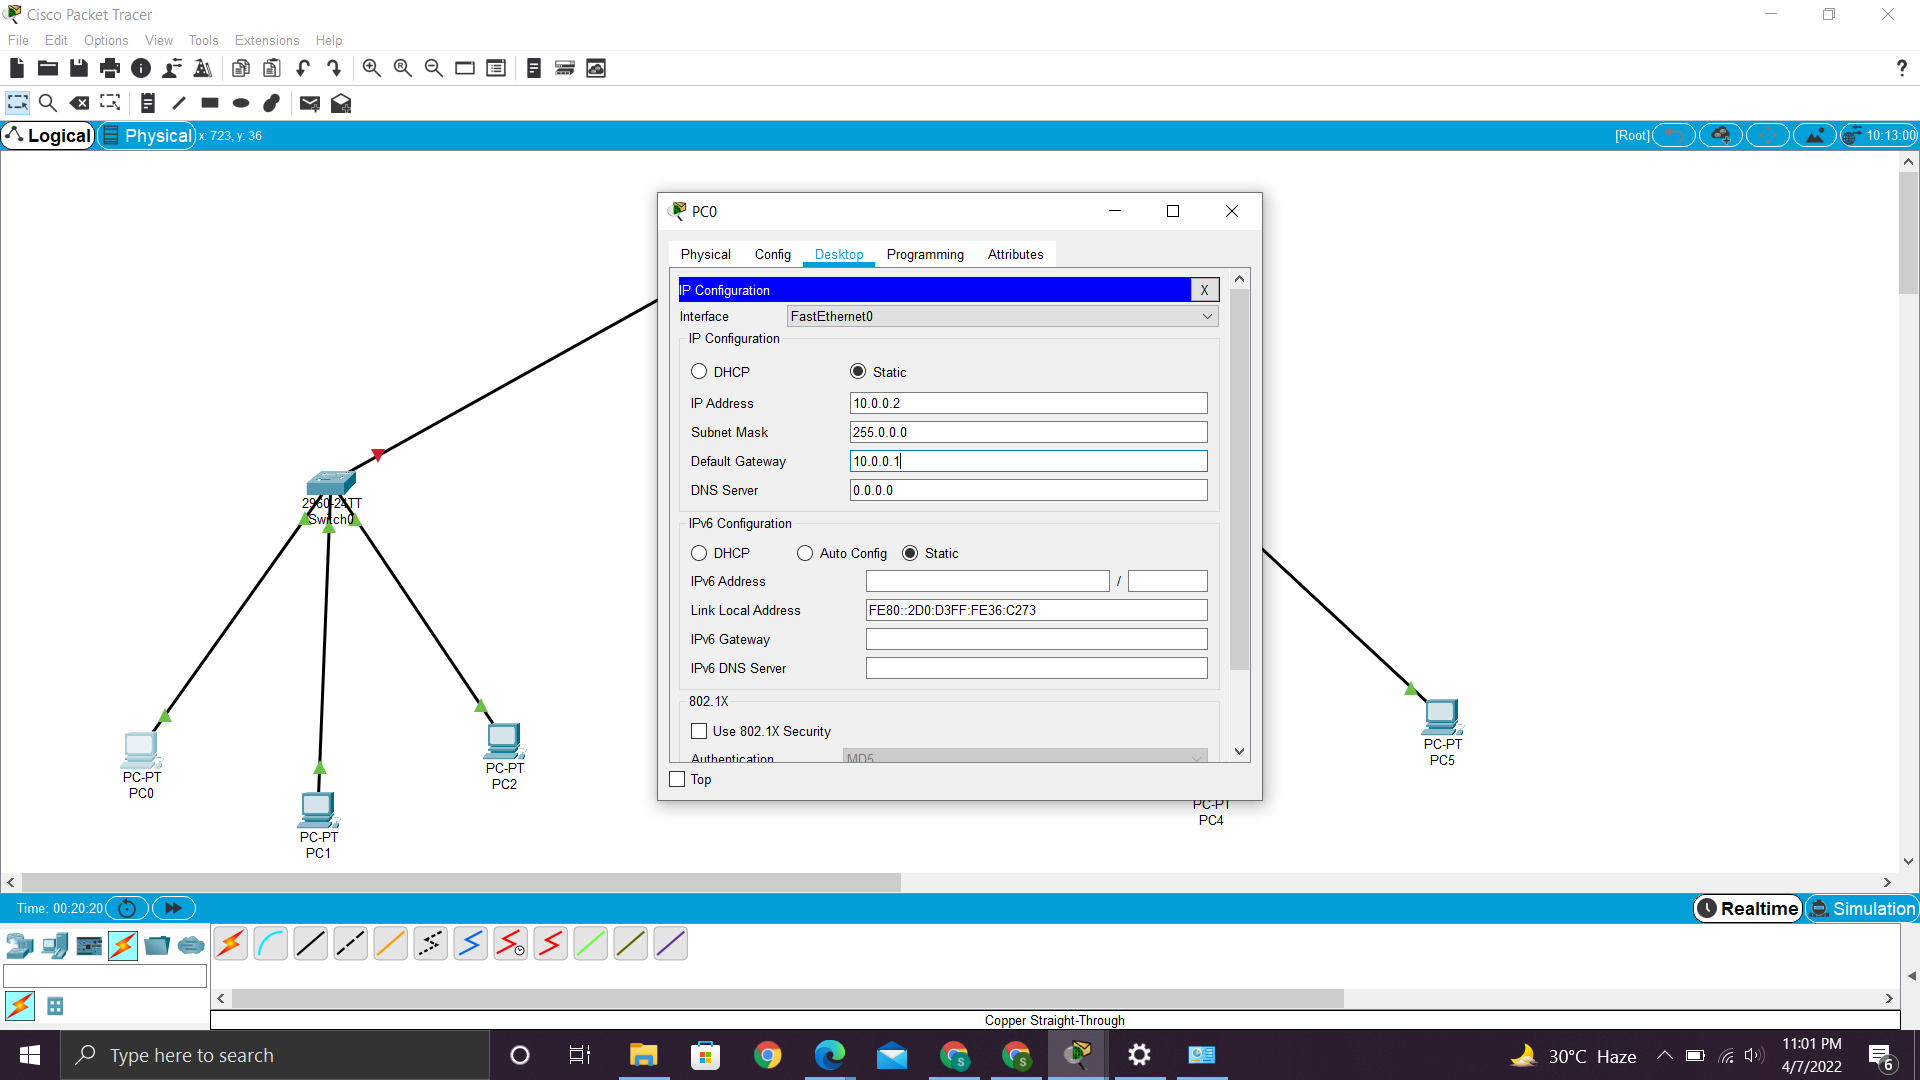 Cisco Packet Tracer
File Edit Options View Tools Extensions Help
?
Logical Physical x: 723, y: 36 [Root] 10:13:00
PC0
Physical Config Desktop Programming Attributes
IP Configuration X
Interface FastEthernet0
IP Configuration
DHCP Static
IP Address 10.0.0.2
Subnet Mask 255.0.0.0
Default Gateway 10.0.0.1
DNS Server 0.0.0.0
IPv6 Configuration
DHCP Auto Config Static
IPv6 Address /
Link Local Address FE80::2D0:D3FF:FE36:C273
IPv6 Gateway
IPv6 DNS Server
802.1X
Use 802.1X Security
Authentication MD5
Top
2960-24TT
Switch0
PC-PT
PC0
PC-PT
PC1
PC-PT
PC2
PC-PT
PC4
PC-PT
PC5
Time: 00:20:20 Realtime Simulation
Copper Straight-Through
Type here to search
30°C Haze
11:01 PM
4/7/2022
6